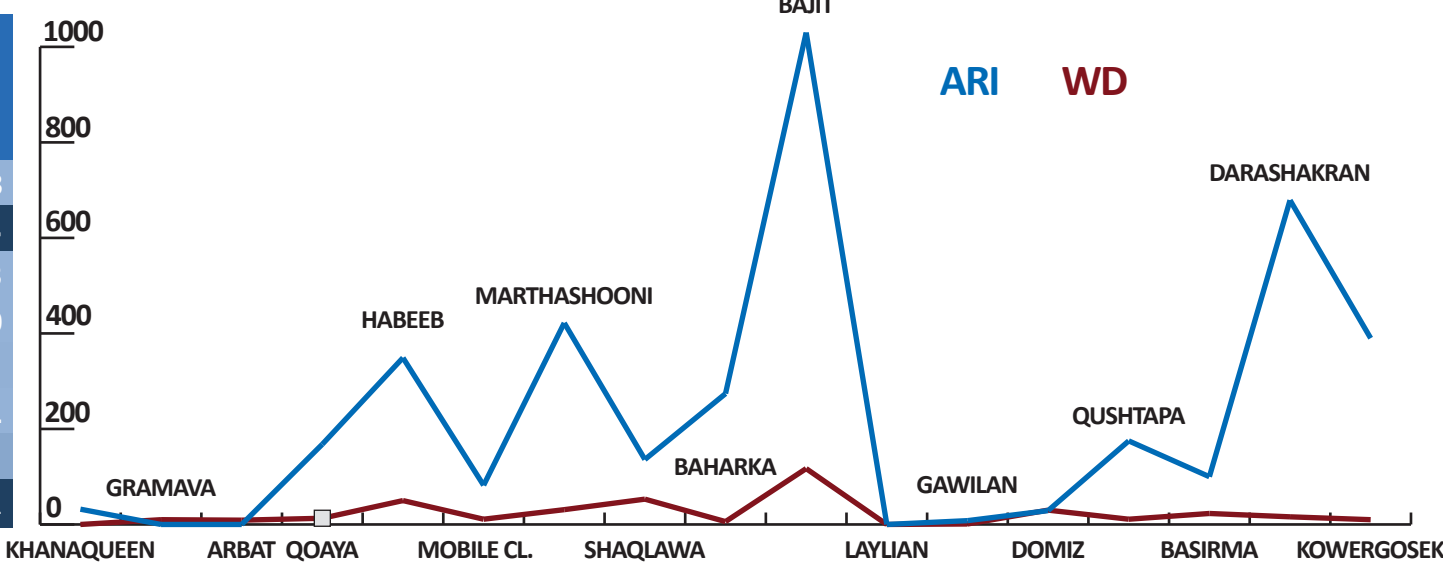 BAJIT
1000
ARI WD
800
DARASHAKRAN
600
MARTHASHOONI
HABEEB
400
QUSHTAPA
200
BAHARKA
GAWILAN
GRAMAVA
0
KHANAQUEEN ARBAT QOAYA MOBILE CL. SHAQLAWA LAYLIAN DOMIZ BASIRMA KOWERGOSEK